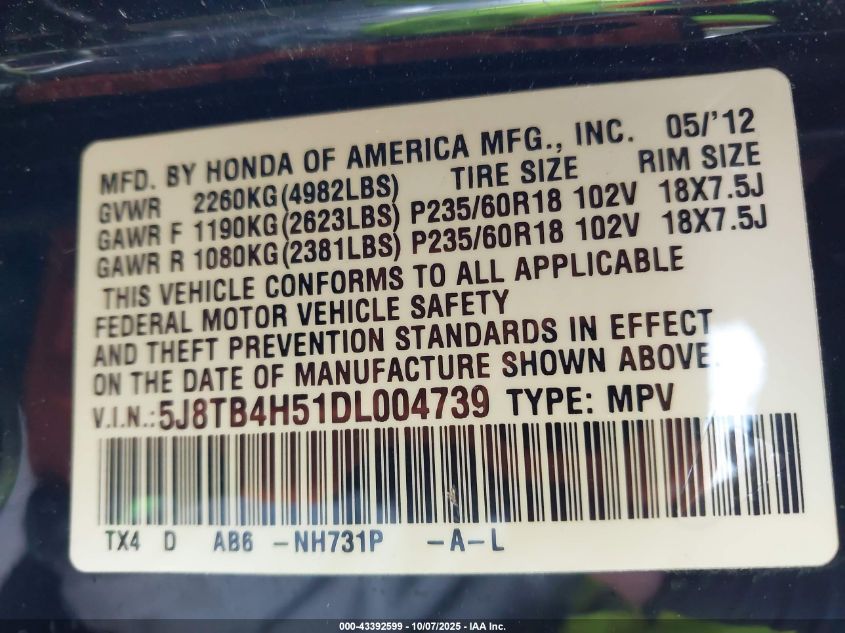 MFD. BY HONDA OF AMERICA MFG., INC. 05/'12
GVWR 2260KG(4982LBS) TIRE SIZE RIM SIZE
GAWR F 1190KG(2623LBS) P235/60R18 102V 18X7.5J
GAWR R 1080KG(2381LBS) P235/60R18 102V 18X7.5J
THIS VEHICLE CONFORMS TO ALL APPLICABLE
FEDERAL MOTOR VEHICLE SAFETY
AND THEFT PREVENTION STANDARDS IN EFFECT
ON THE DATE OF MANUFACTURE SHOWN ABOVE.
V.I.N.: 5J8TB4H51DL004739 TYPE: MPV
TX4 D AB6 -NH731P -A-L
000-43392599 - 10/07/2025 - IAA Inc.